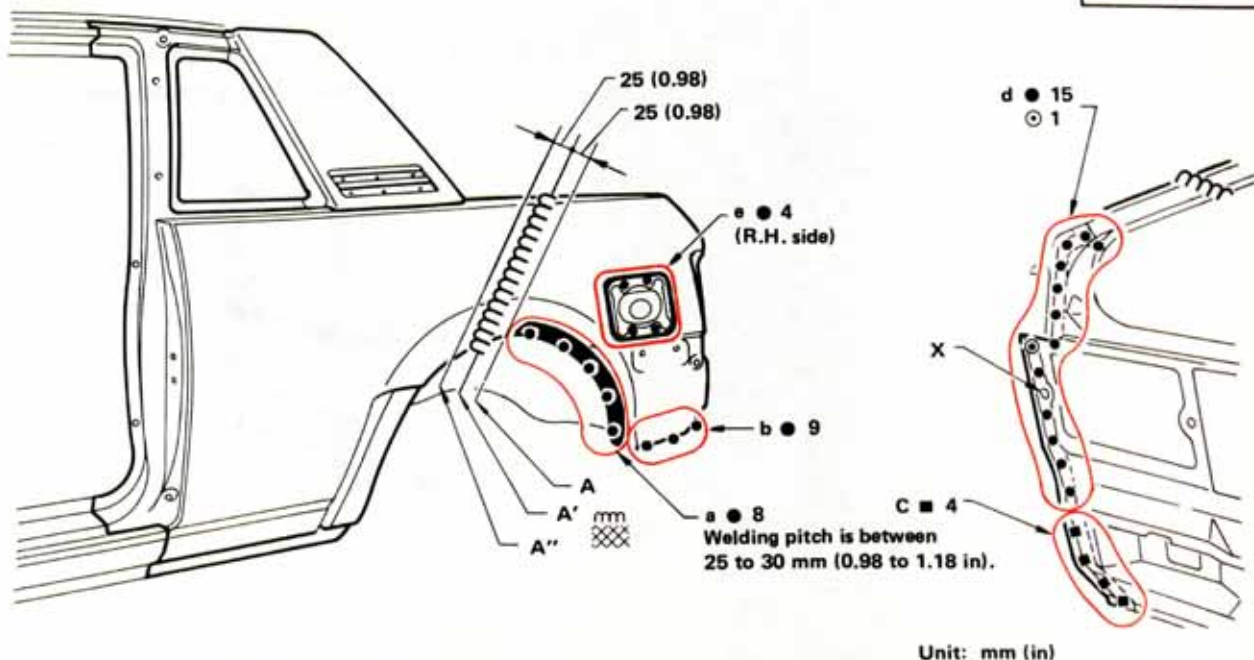 25 (0.98)
25 (0.98)
d ● 15
⊙ 1
e ● 4
(R.H. side)
X
b ● 9
A
A'
A''
a ● 8
Welding pitch is between
25 to 30 mm (0.98 to 1.18 in).
C ■ 4
Unit: mm (in)